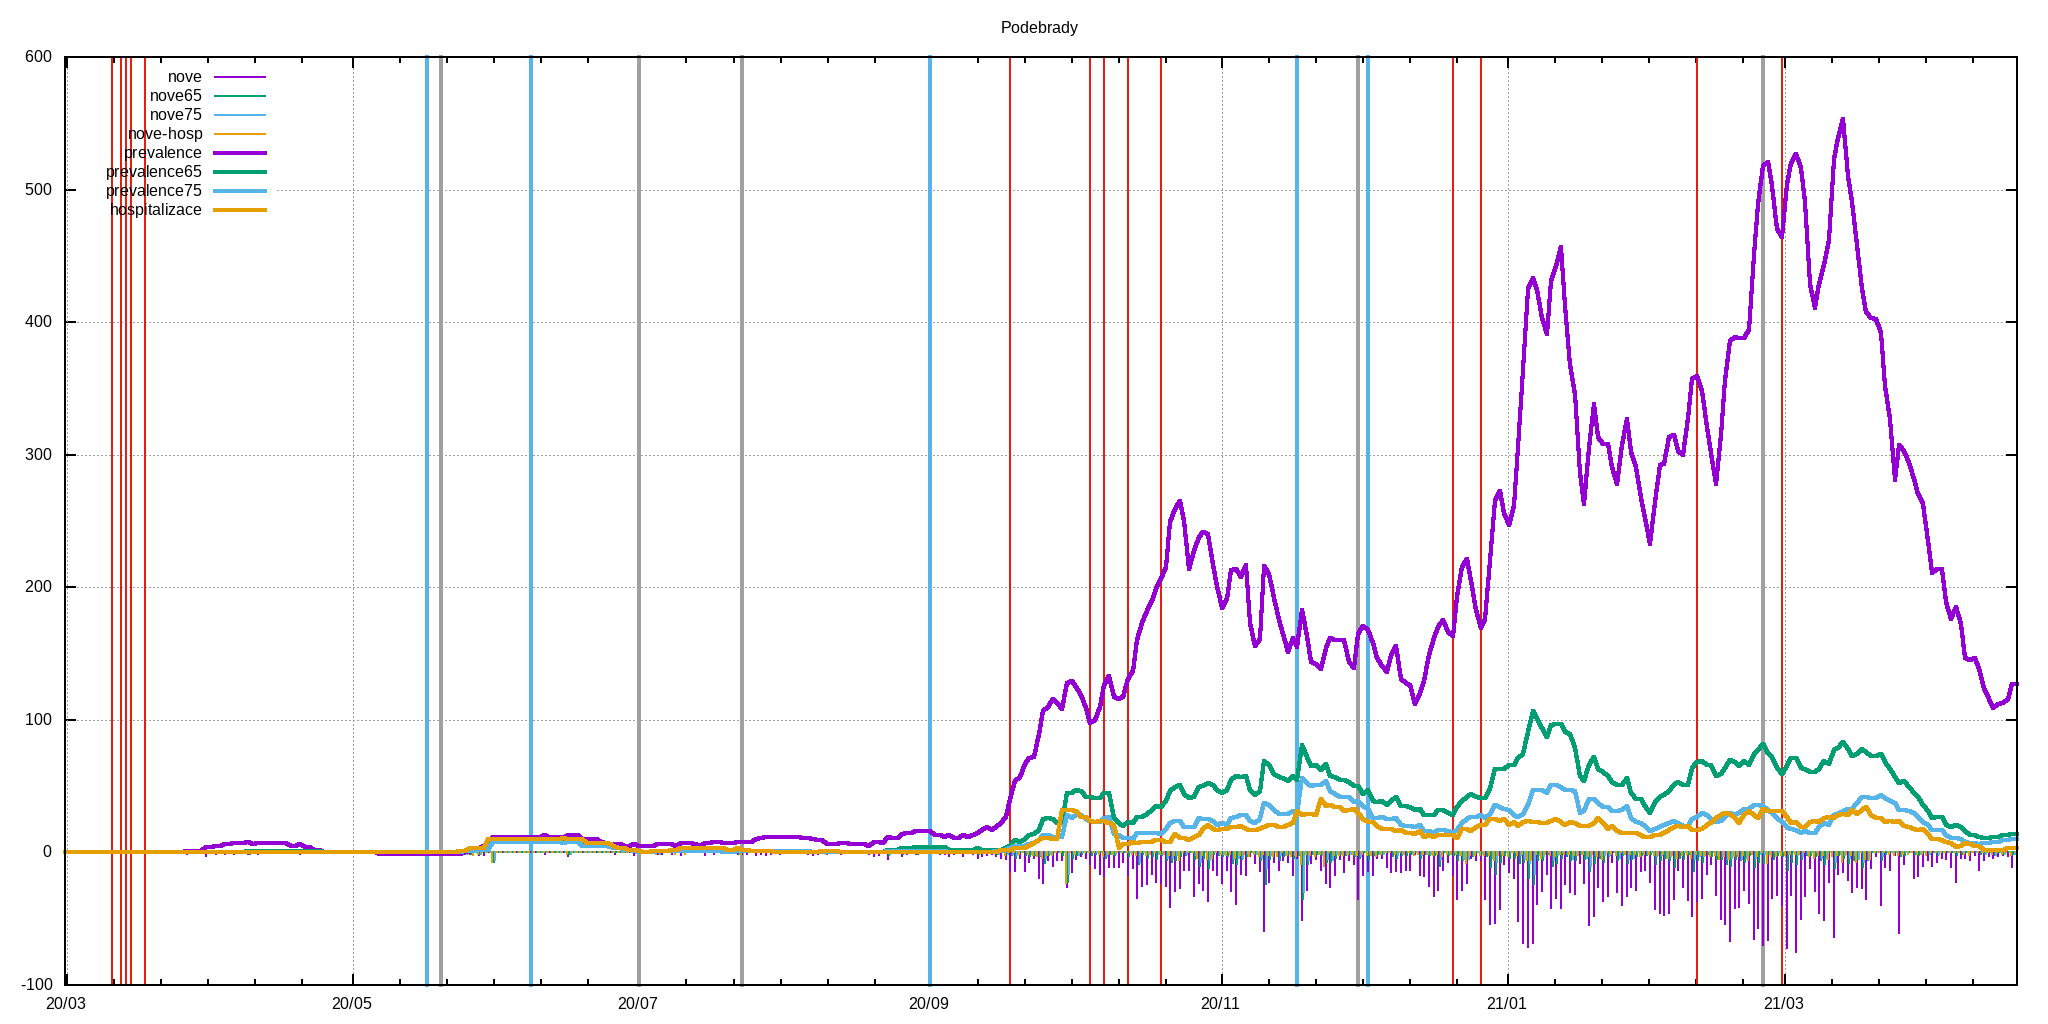 Podebrady
600
500
400
300
200
100
0
-100
nove
nove65
nove75
nove-hosp
prevalence
prevalence65
prevalence75
hospitalizace
20/03
20/05
20/07
20/09
20/11
21/01
21/03